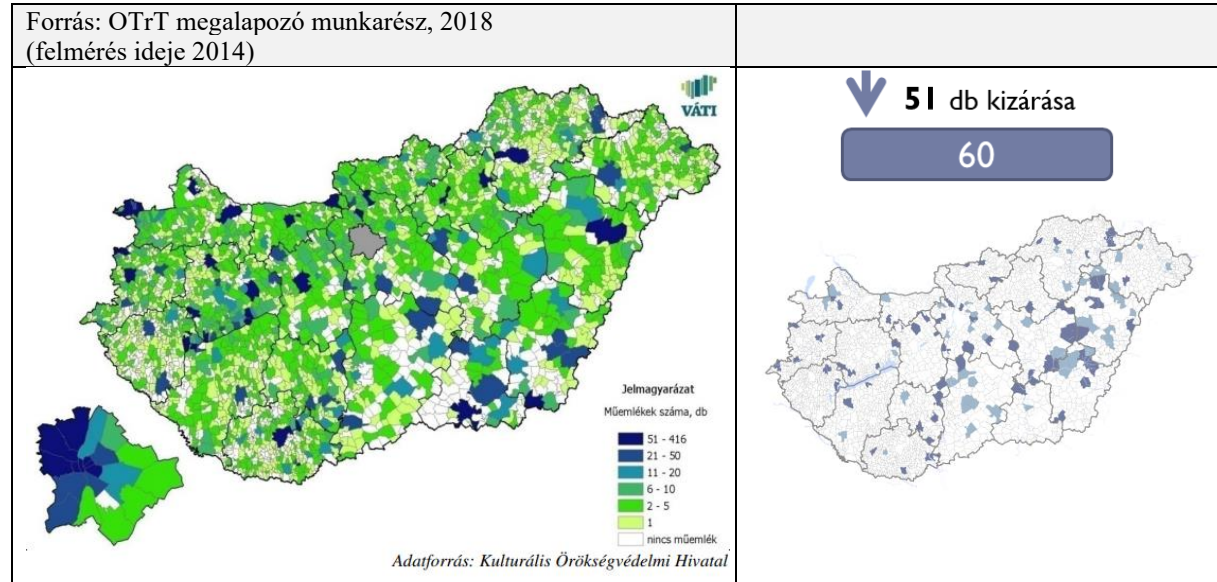 Forrás: OTrT megalapozó munkarész, 2018
(felmérés ideje 2014)
VÁTI
Jelmagyarázat
Műemlékek száma, db
51 - 416
21 - 50
11 - 20
6 - 10
2 - 5
1
nincs műemlék
Adatforrás: Kulturális Örökségvédelmi Hivatal
51 db kizárása
60